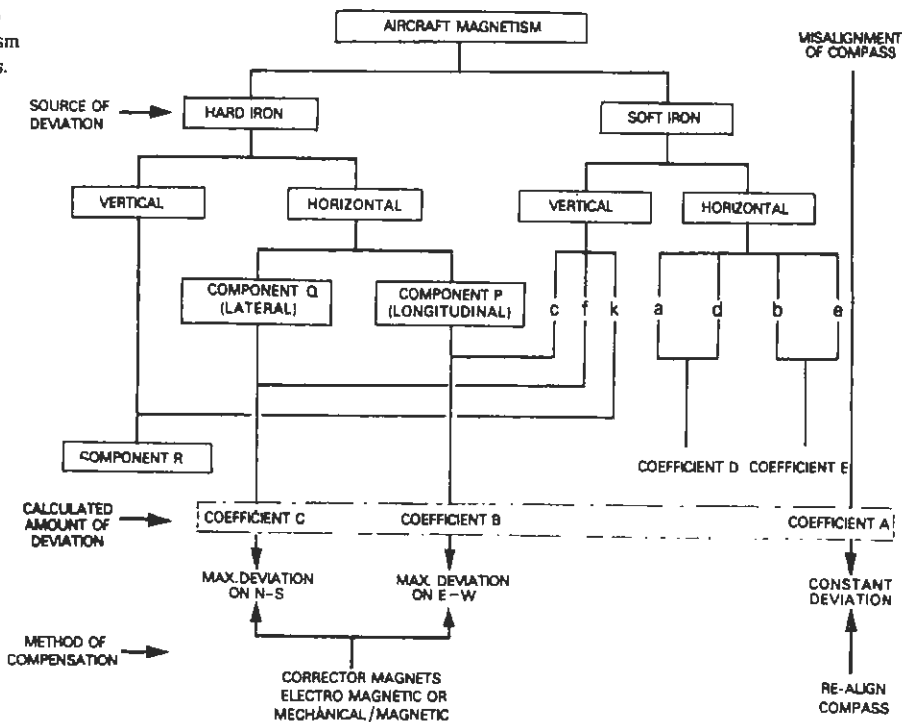 ism
s.
AIRCRAFT MAGNETISM
MISALIGNMENT
OF COMPASS
SOURCE OF
DEVIATION
HARD IRON
SOFT IRON
VERTICAL
HORIZONTAL
VERTICAL
HORIZONTAL
COMPONENT Q
(LATERAL)
COMPONENT P
(LONGITUDINAL)
c f k a d b e
COMPONENT R
COEFFICIENT D COEFFICIENT E
CALCULATED
AMOUNT OF
DEVIATION
COEFFICIENT C
COEFFICIENT B
COEFFICIENT A
MAX. DEVIATION
ON N-S
MAX. DEVIATION
ON E-W
CONSTANT
DEVIATION
METHOD OF
COMPENSATION
CORRECTOR MAGNETS
ELECTRO MAGNETIC OR
MECHANICAL/MAGNETIC
RE-ALIGN
COMPASS